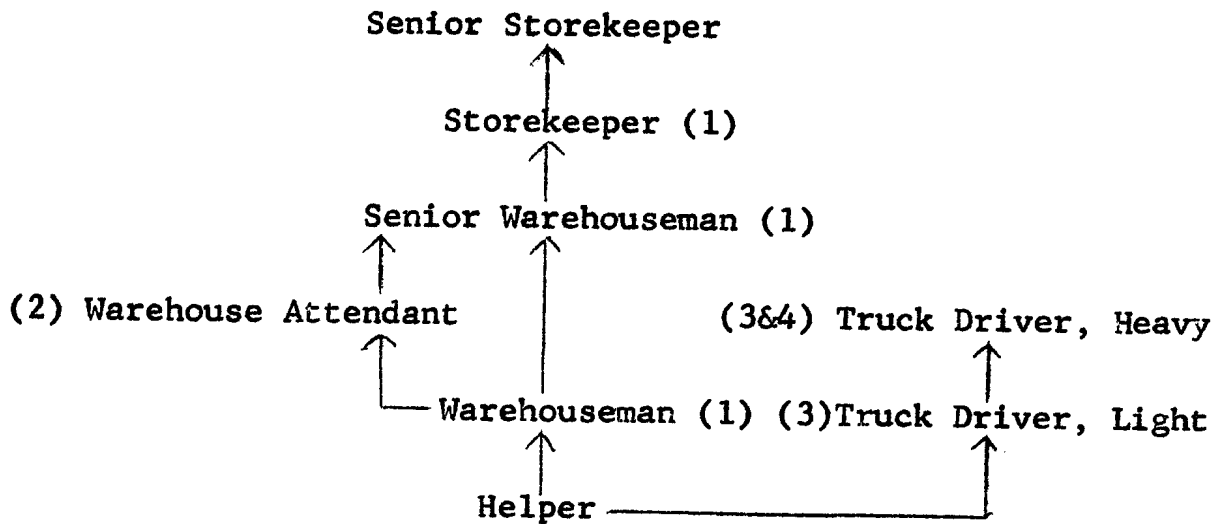 Senior Storekeeper
Storekeeper (1)
Senior Warehouseman (1)
(2) Warehouse Attendant
(3&4) Truck Driver, Heavy
Warehouseman (1)
(3)Truck Driver, Light
Helper